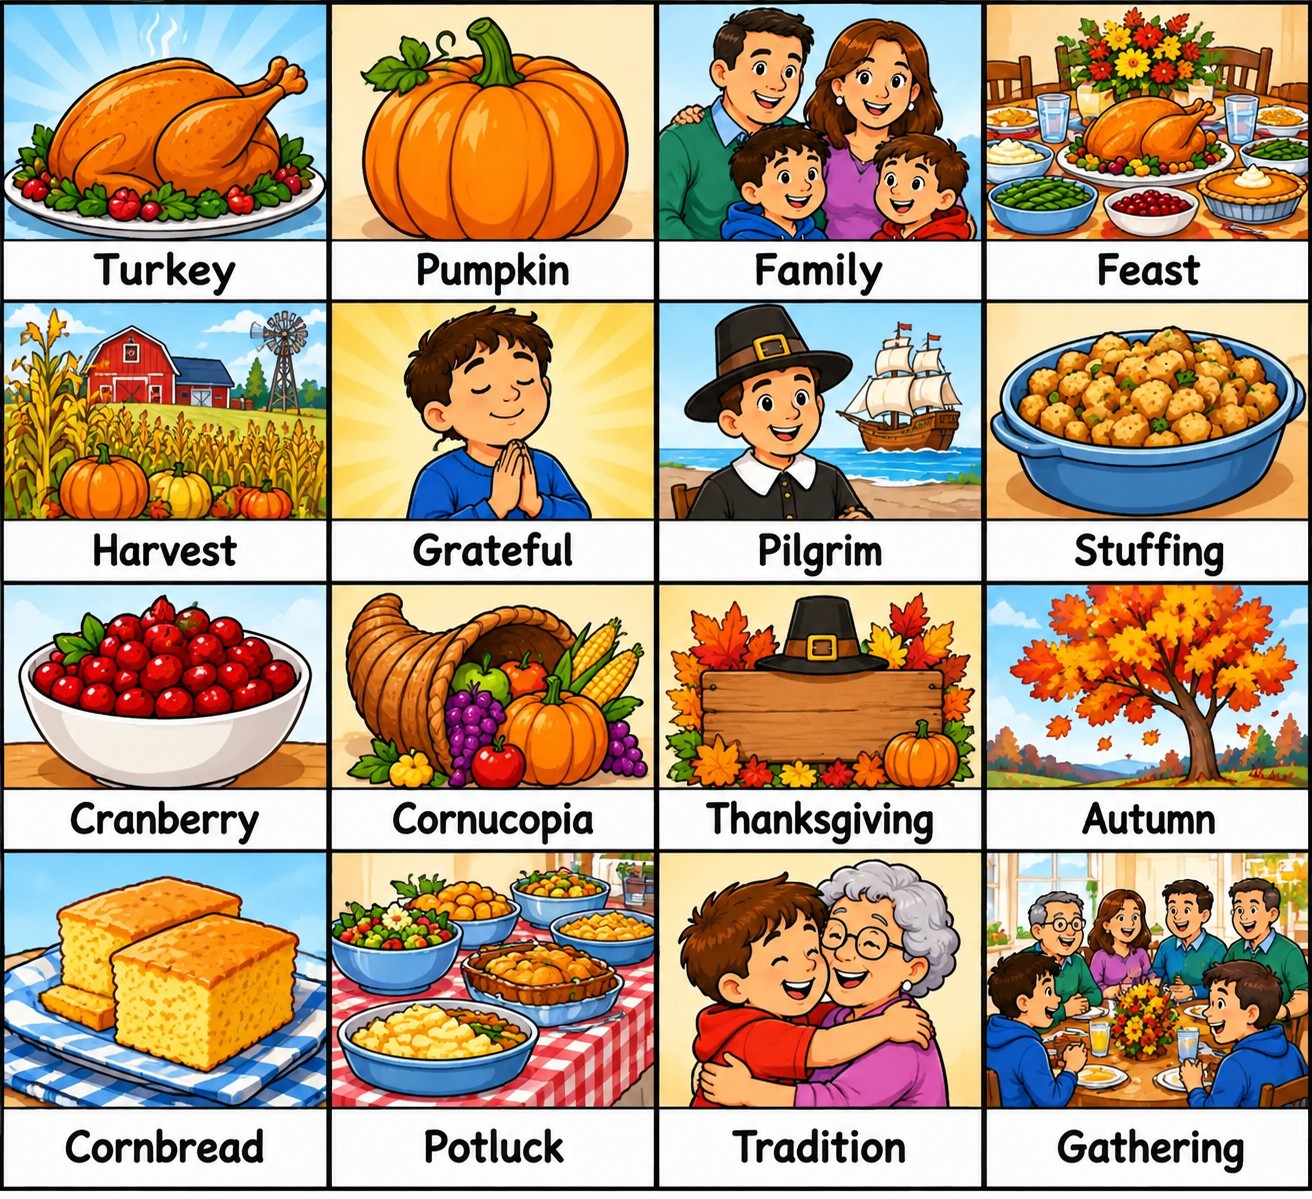 Turkey
Pumpkin
Family
Feast
Harvest
Grateful
Pilgrim
Stuffing
Cranberry
Cornucopia
Thanksgiving
Autumn
Cornbread
Potluck
Tradition
Gathering